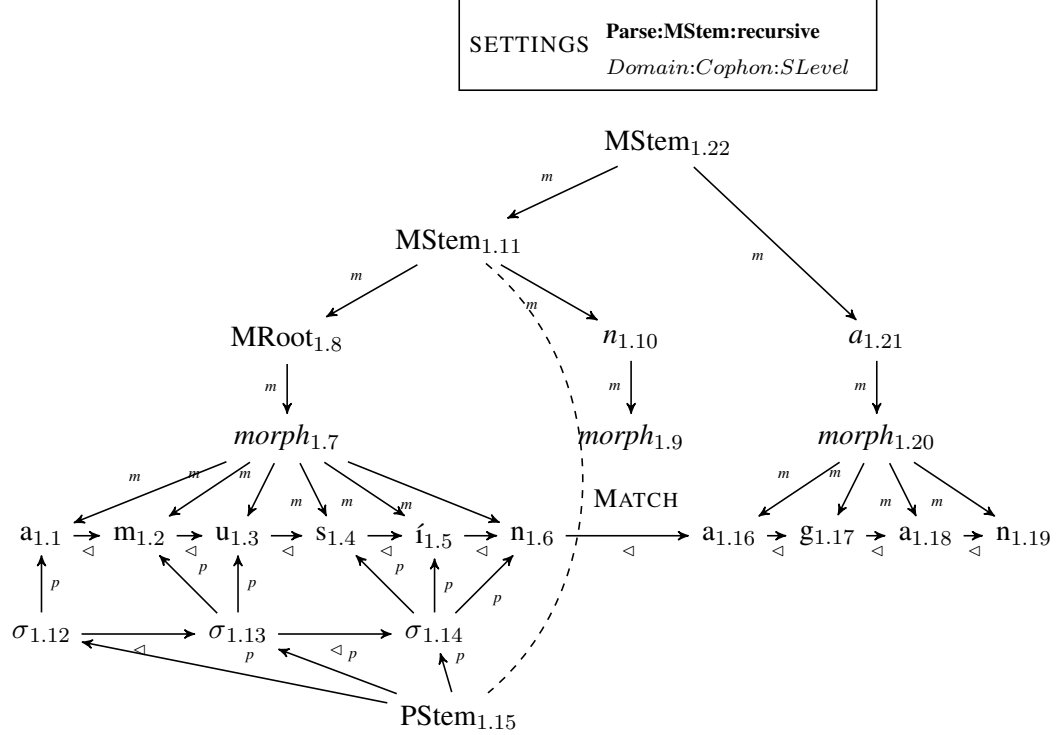 SETTINGS Parse:MStem:recursive
Domain:Cophon:SLevel
MStem1.22
m
MStem1.11
m m
m
MRoot1.8 n1.10 a1.21
m m m
morph1.7 morph1.9 morph1.20
m m m m m m m m m m
MATCH
a1.1 m1.2 u1.3 s1.4 í1.5 n1.6 a1.16 g1.17 a1.18 n1.19
◁ ◁ ◁ ◁ ◁ ◁ ◁ ◁ ◁
p p p p p p
σ1.12 σ1.13 σ1.14
◁ p ◁ p p
PStem1.15